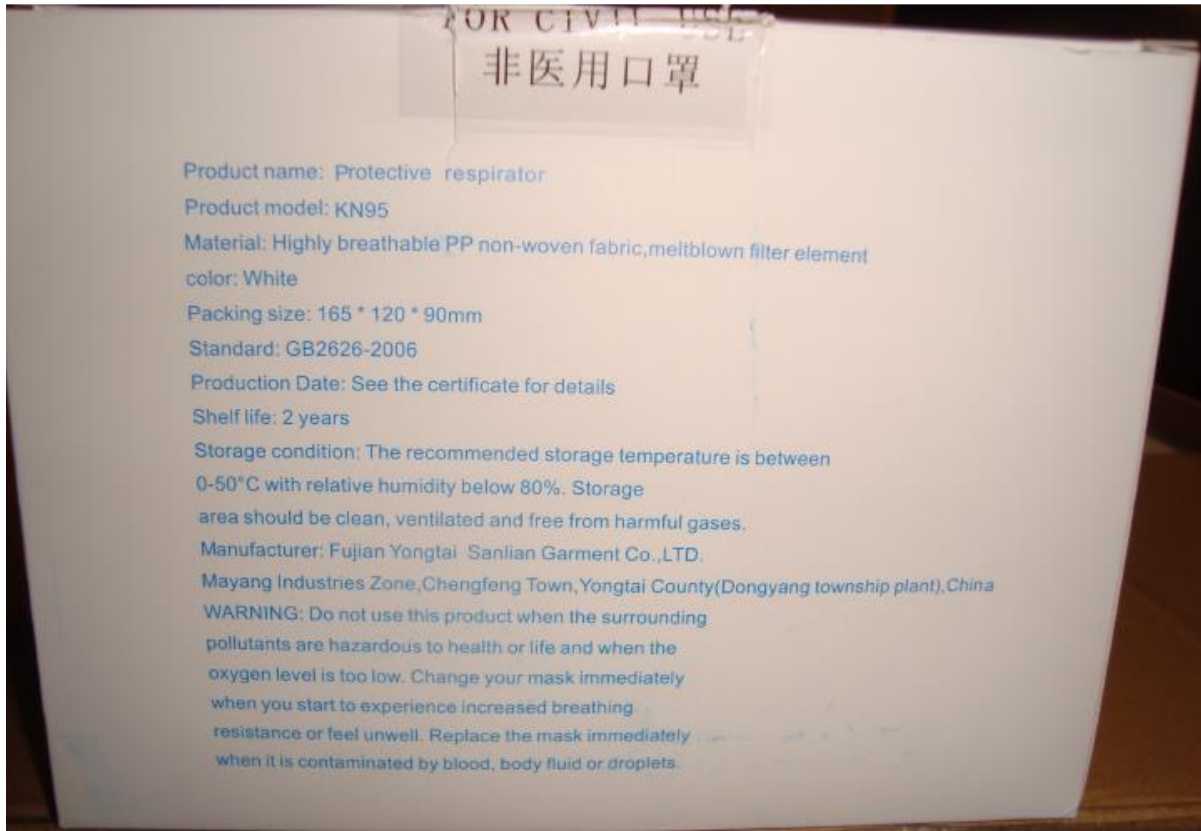 FOR CIVIL USE
非医用口罩
Product name: Protective respirator
Product model: KN95
Material: Highly breathable PP non-woven fabric,meltblown filter element
color: White
Packing size: 165 * 120 * 90mm
Standard: GB2626-2006
Production Date: See the certificate for details
Shelf life: 2 years
Storage condition: The recommended storage temperature is between
0-50°C with relative humidity below 80%. Storage
area should be clean, ventilated and free from harmful gases.
Manufacturer: Fujian Yongtai Sanlian Garment Co.,LTD.
Mayang Industries Zone,Chengfeng Town,Yongtai County(Dongyang township plant),China
WARNING: Do not use this product when the surrounding
pollutants are hazardous to health or life and when the
oxygen level is too low. Change your mask immediately
when you start to experience increased breathing
resistance or feel unwell. Replace the mask immediately
when it is contaminated by blood, body fluid or droplets.